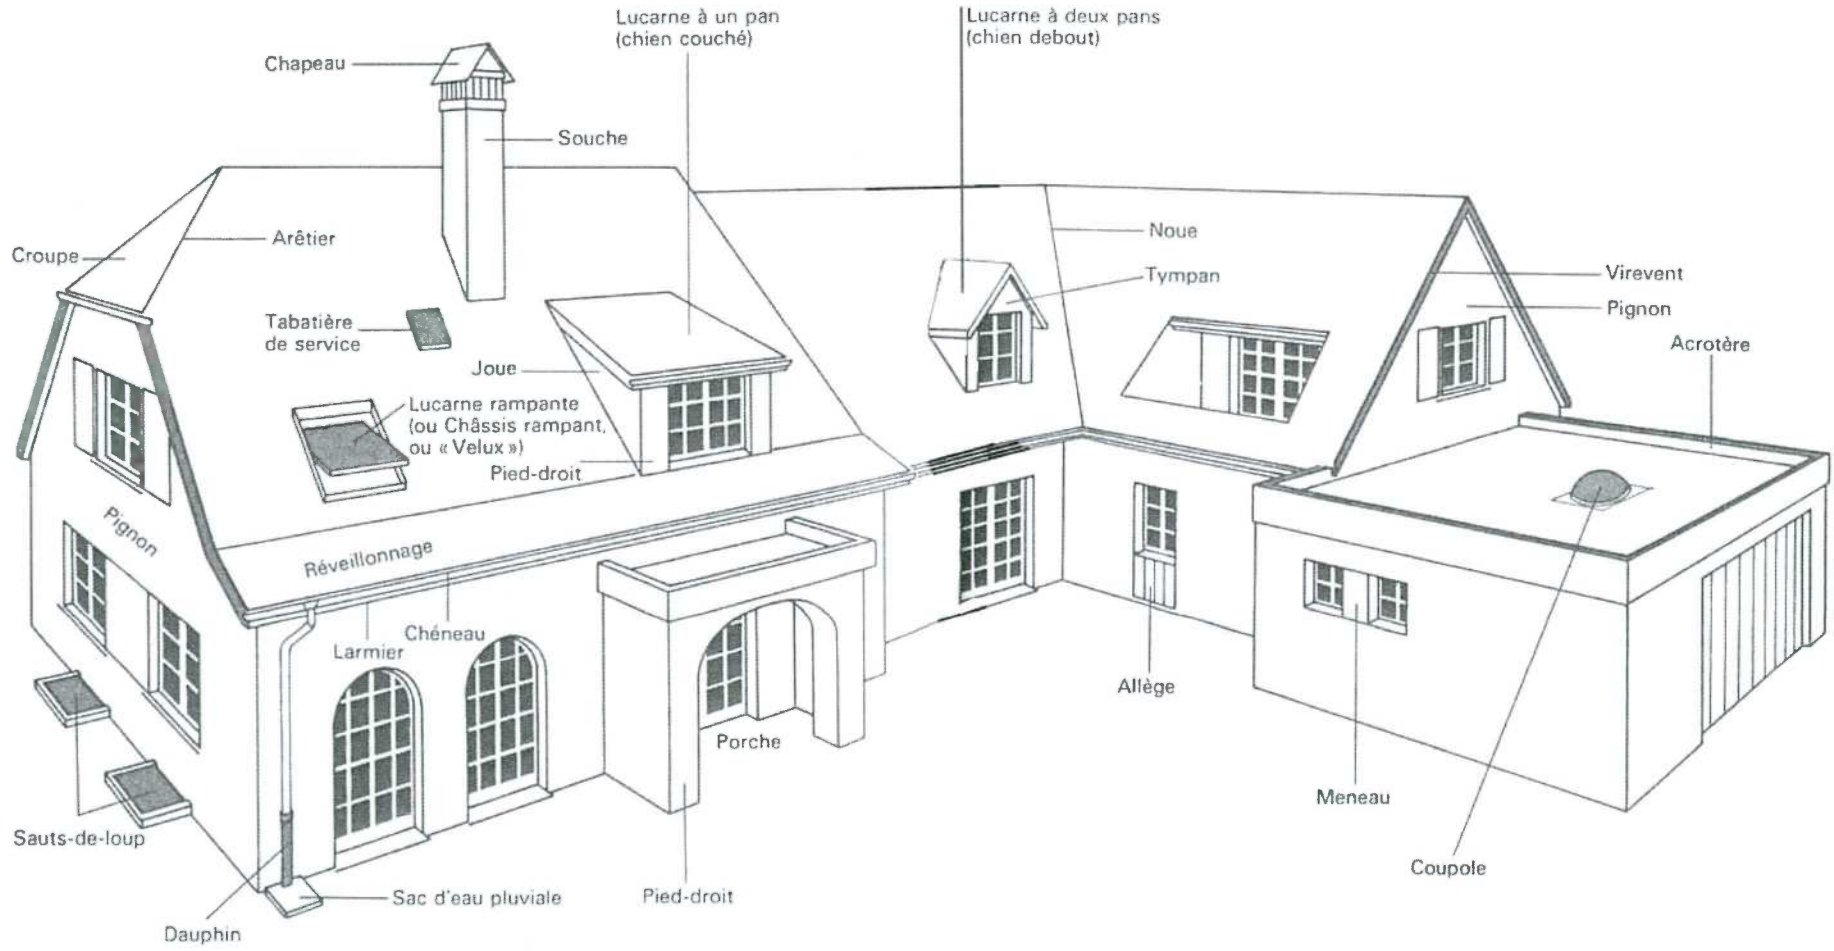 Lucarne à un pan
(chien couché)
Lucarne à deux pans
(chien debout)
Chapeau
Souche
Croupe
Arêtier
Noue
Tympan
Virevent
Pignon
Acrotère
Tabatière
de service
Joue
Lucarne rampante
(ou Châssis rampant,
ou « Velux »)
Pied-droit
Pignon
Réveillonnage
Chéneau
Larmier
Allège
Porche
Meneau
Sauts-de-loup
Coupole
Sac d'eau pluviale
Pied-droit
Dauphin